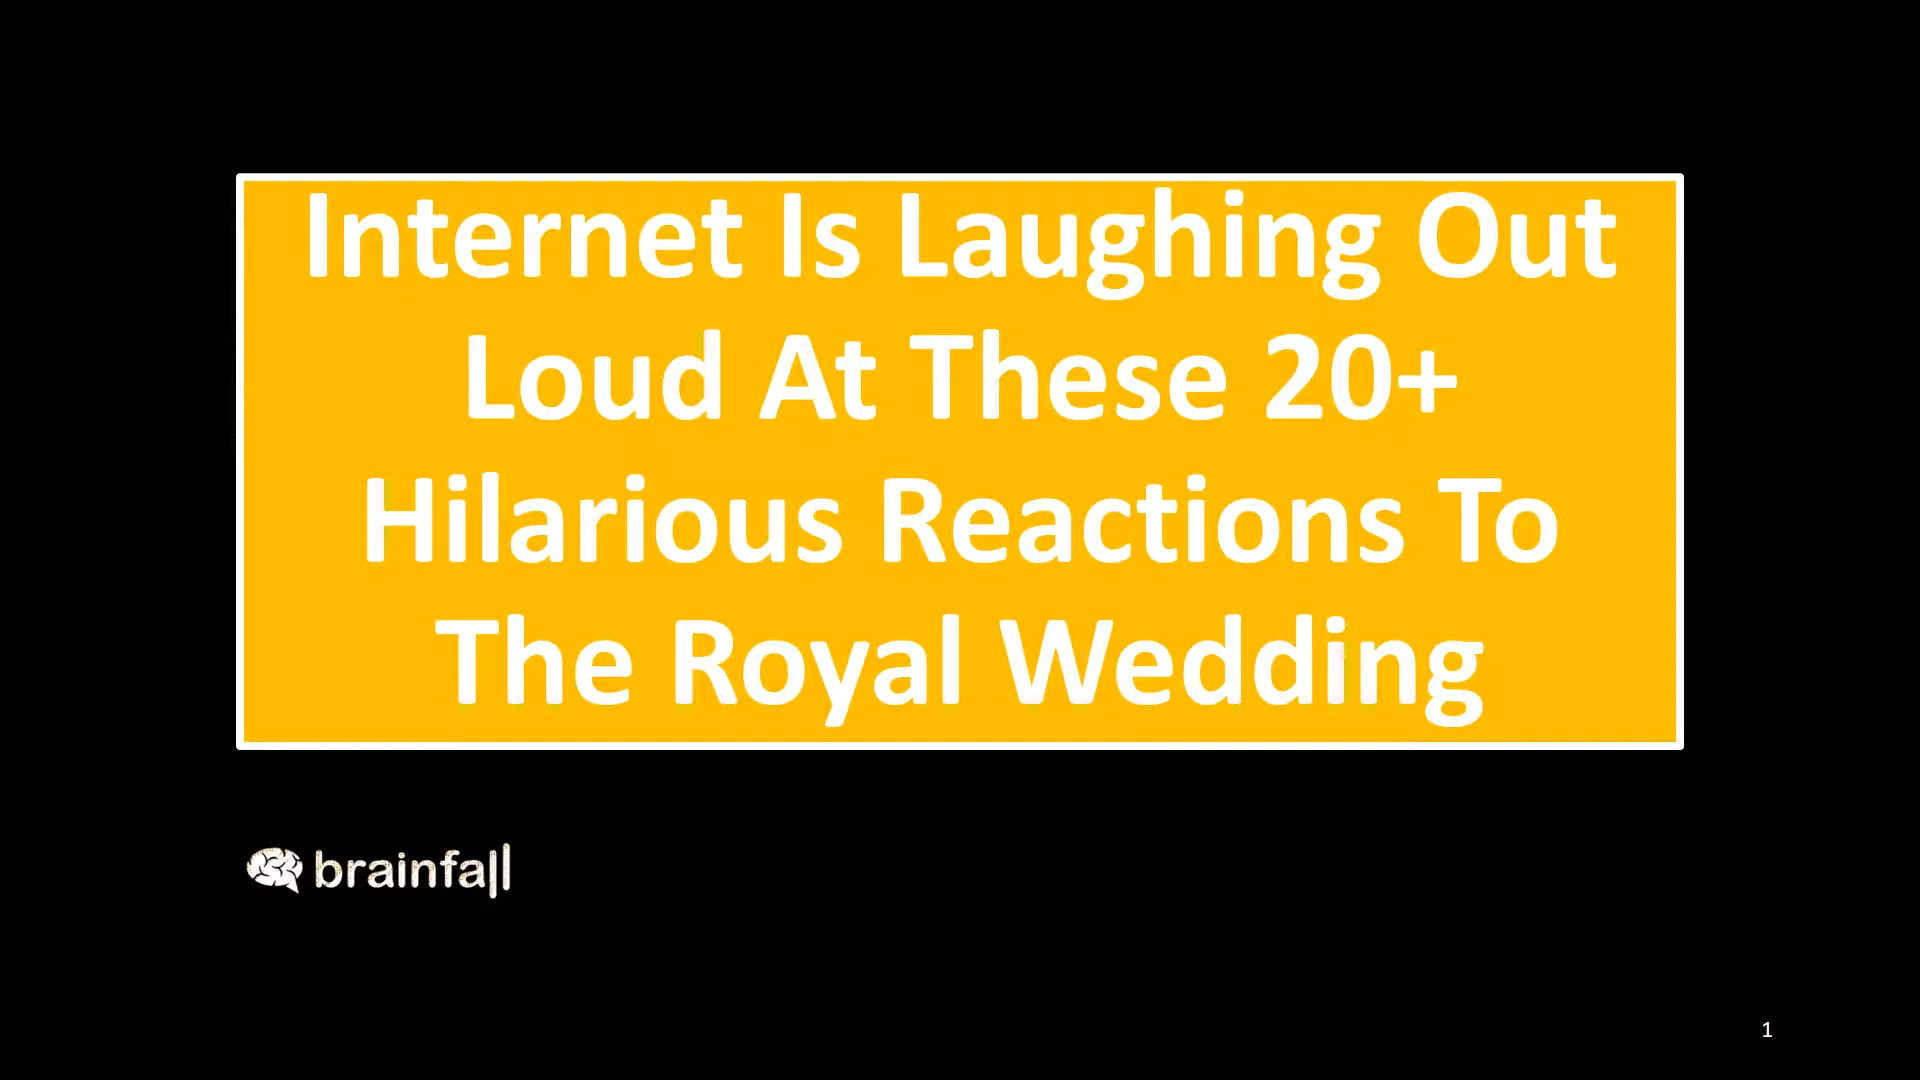 Internet Is Laughing Out
Loud At These 20+
Hilarious Reactions To
The Royal Wedding
brainfall
1